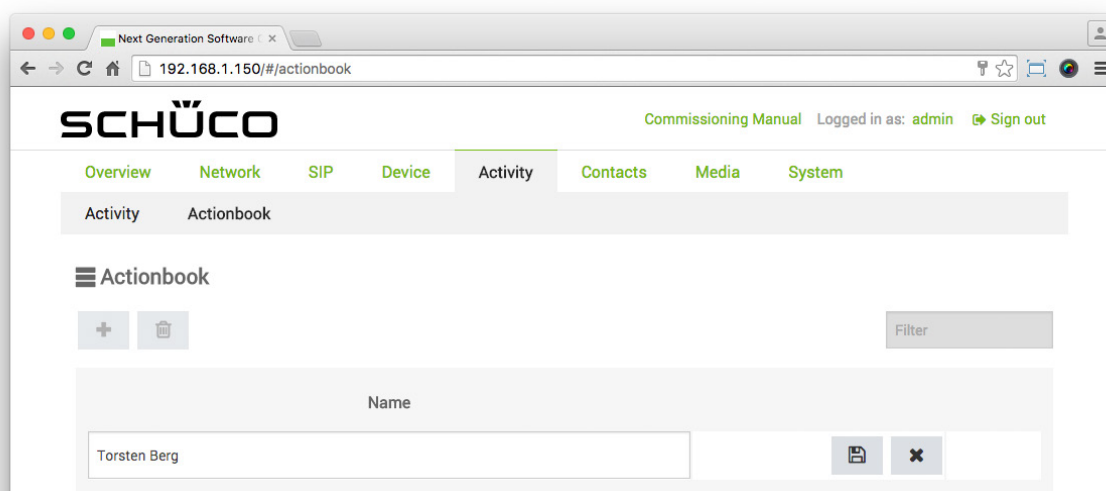 Next Generation Software
192.168.1.150/#/actionbook
SCHÜCO
Commissioning Manual Logged in as: admin Sign out
Overview Network SIP Device Activity Contacts Media System
Activity Actionbook
Actionbook
Filter
Name
Torsten Berg